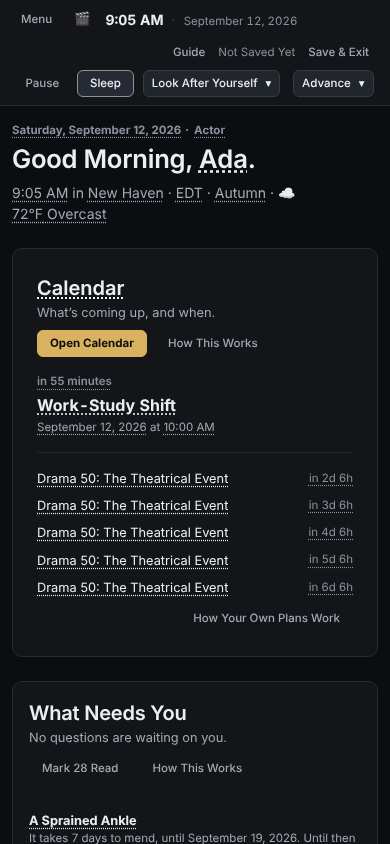 Menu 🎬 9:05 AM · September 12, 2026
Guide Not Saved Yet Save & Exit
Pause Sleep Look After Yourself ▾ Advance ▾
Saturday, September 12, 2026 · Actor
Good Morning, Ada.
9:05 AM in New Haven · EDT · Autumn · ☁️
72°F Overcast
Calendar
What's coming up, and when.
Open Calendar How This Works
in 55 minutes
Work-Study Shift
September 12, 2026 at 10:00 AM
Drama 50: The Theatrical Event in 2d 6h
Drama 50: The Theatrical Event in 3d 6h
Drama 50: The Theatrical Event in 4d 6h
Drama 50: The Theatrical Event in 5d 6h
Drama 50: The Theatrical Event in 6d 6h
How Your Own Plans Work
What Needs You
No questions are waiting on you.
Mark 28 Read How This Works
A Sprained Ankle
It takes 7 days to mend, until September 19, 2026. Until then